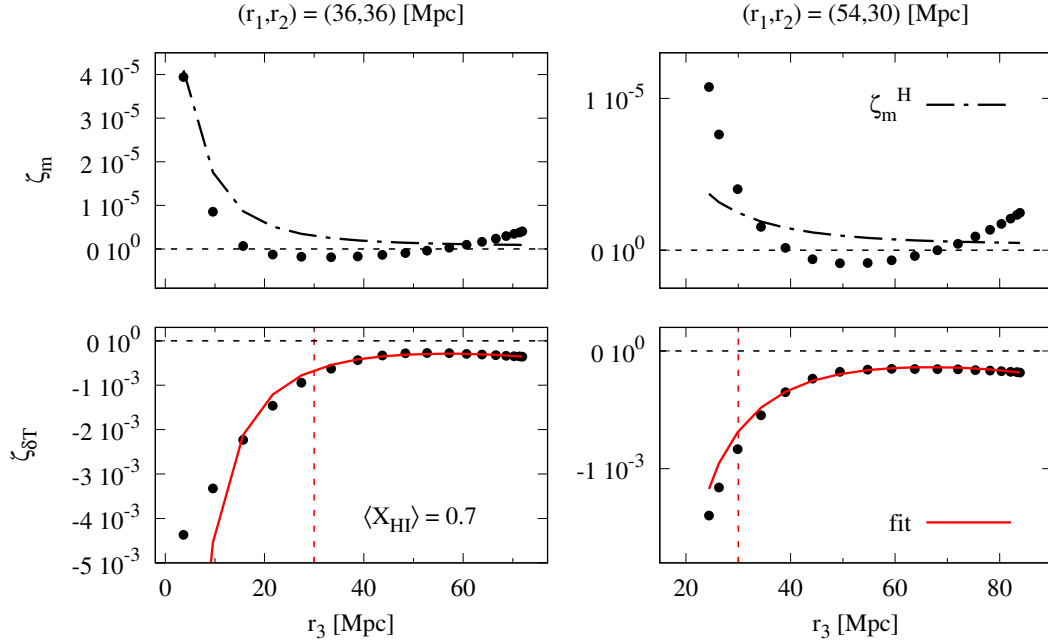 (r₁,r₂) = (36,36) [Mpc]
(r₁,r₂) = (54,30) [Mpc]
ζₘ
4 10⁻⁵
5 10⁻⁵
2 10⁻⁵
1 10⁻⁵
0 10⁰
1 10⁻⁵
0 10⁰
ζₘᴴ
ζ_δT
0 10⁰
-1 10⁻³
-2 10⁻³
-3 10⁻³
-4 10⁻³
-5 10⁻³
⟨X_HI⟩ = 0.7
0 10⁰
-1 10⁻³
fit
0 20 40 60
20 40 60 80
r₃ [Mpc]
r₃ [Mpc]